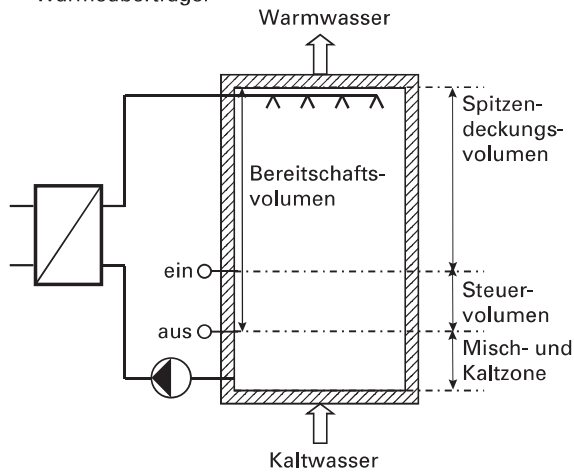 Wärmeübertrager
Warmwasser
Spitzen-
deckungs-
volumen
Bereitschafts-
volumen
ein
Steuer-
volumen
aus
Misch- und
Kaltzone
Kaltwasser